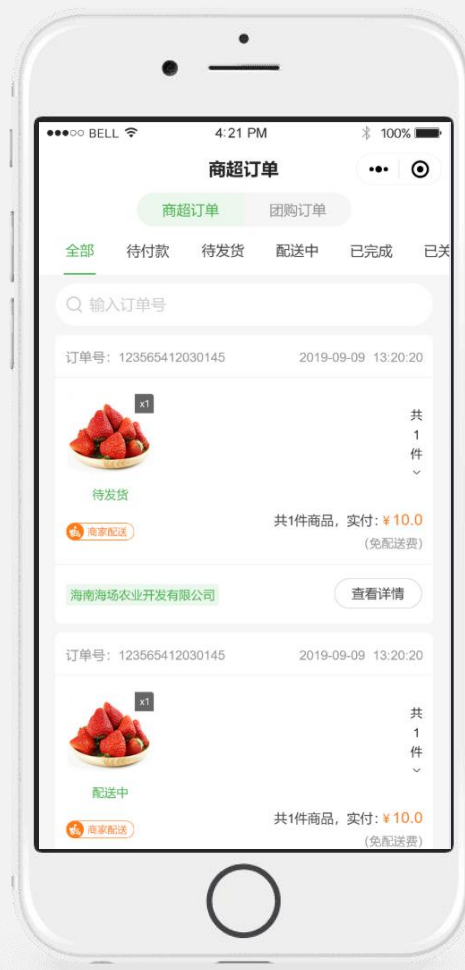 ●●●○○ BELL 4:21 PM 100%
商超订单
商超订单 团购订单
全部 待付款 待发货 配送中 已完成 已关
输入订单号
订单号：123565412030145 2019-09-09 13:20:20
x1
共
1
件
待发货
商家配送
共1件商品，实付：¥10.0
(免配送费)
海南海场农业开发有限公司 查看详情
订单号：123565412030145 2019-09-09 13:20:20
x1
共
1
件
配送中
商家配送
共1件商品，实付：¥10.0
(免配送费)